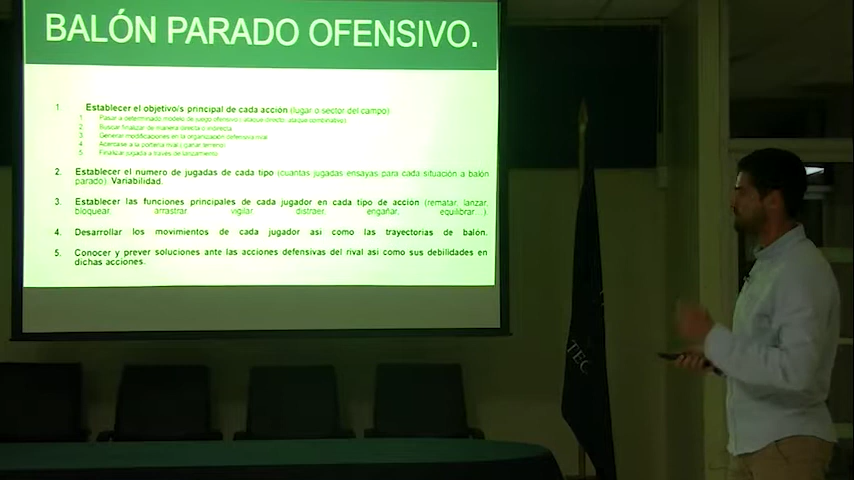 BALÓN PARADO OFENSIVO.
1. Establecer el objetivo/s principal de cada acción (lugar o sector del campo)
1 Pasar a determinado modelo de juego ofensivo ( ataque directo, ataque combinativo)
2 Buscar finalizar de manera directa o indirecta
3 Generar modificaciones en la organización defensiva rival
4 Acercarse a la portería rival ( ganar terreno)
5 Finalizar jugada a través de lanzamiento
2. Establecer el número de jugadas de cada tipo (cuantas jugadas ensayas para cada situación a balón
parado). Variabilidad.
3. Establecer las funciones principales de cada jugador en cada tipo de acción (rematar, lanzar,
bloquear, arrastrar, vigilar, distraer, engañar, equilibrar...)
4. Desarrollar los movimientos de cada jugador así como las trayectorias de balón.
5. Conocer y prever soluciones ante las acciones defensivas del rival así como sus debilidades en
dichas acciones.
TEC